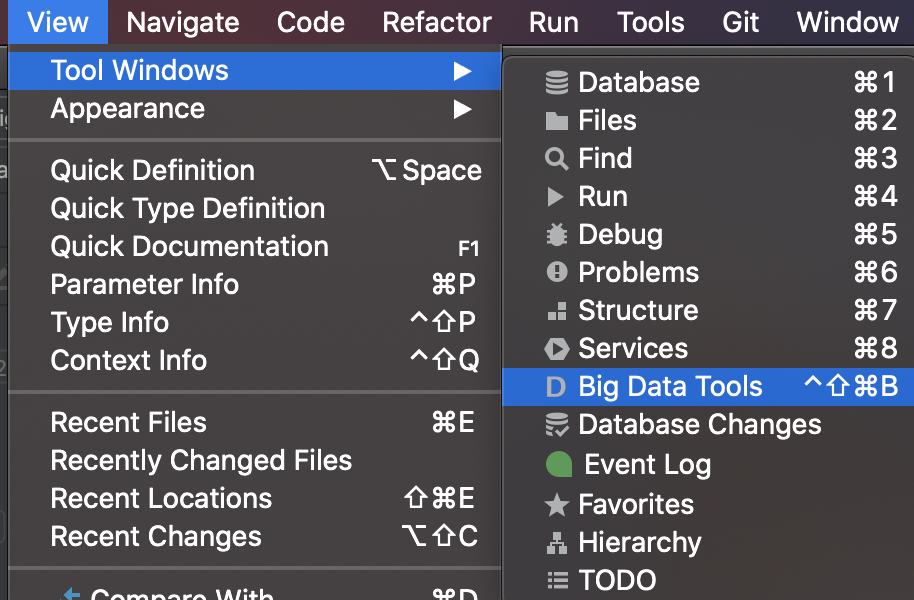 View Navigate Code Refactor Run Tools Git Window
Tool Windows ▶
Appearance ▶
Quick Definition ⌥ Space
Quick Type Definition
Quick Documentation F1
Parameter Info ⌘P
Type Info ^⇧P
Context Info ^⇧Q
Recent Files ⌘E
Recently Changed Files
Recent Locations ⇧⌘E
Recent Changes ⌥⇧C
Compare With ⌘D
Database ⌘1
Files ⌘2
Find ⌘3
Run ⌘4
Debug ⌘5
Problems ⌘6
Structure ⌘7
Services ⌘8
D Big Data Tools ^⇧⌘B
Database Changes
Event Log
Favorites
Hierarchy
TODO